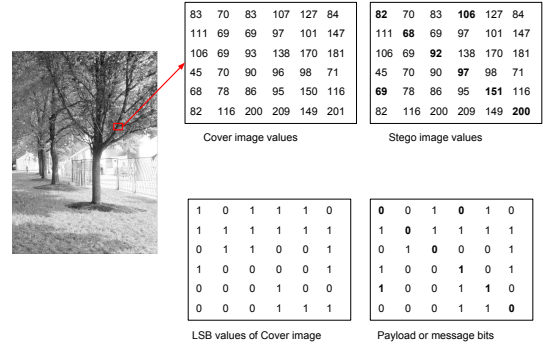 83 70 83 107 127 84
111 69 69 97 101 147
106 69 93 138 170 181
45 70 90 96 98 71
68 78 86 95 150 116
82 116 200 209 149 201
Cover image values
82 70 83 106 127 84
111 68 69 97 101 147
106 69 92 138 170 181
45 70 90 97 98 71
69 78 86 95 151 116
82 116 200 209 149 200
Stego image values
1 0 1 1 1 0
1 1 1 1 1 1
0 1 1 0 0 1
1 0 0 0 0 1
0 0 0 1 0 0
0 0 0 1 1 1
LSB values of Cover image
0 0 1 0 1 0
1 0 1 1 1 1
0 1 0 0 0 1
1 0 0 1 0 1
1 0 0 1 1 0
0 0 0 1 1 0
Payload or message bits